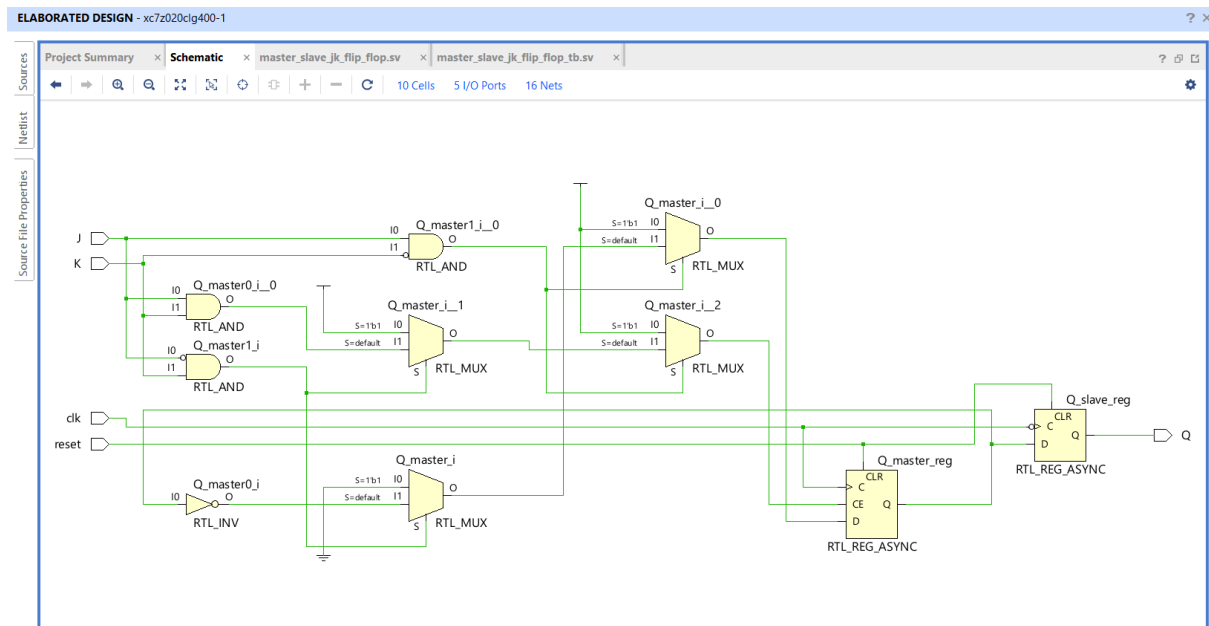 ELABORATED DESIGN - xc7z020clg400-1
? ×
Sources
Netlist
Source File Properties
Project Summary ×
Schematic ×
master_slave_jk_flip_flop.sv ×
master_slave_jk_flip_flop_tb.sv ×
?
10 Cells
5 I/O Ports
16 Nets
J
K
clk
reset
Q_master1_i__0
I0
I1
O
RTL_AND
Q_master0_i__0
I0
I1
O
RTL_AND
Q_master1_i
I0
I1
O
RTL_AND
Q_master_i__1
S=1'b1 I0
S=default I1
O
S
RTL_MUX
Q_master_i__0
S=1'b1 I0
S=default I1
O
S
RTL_MUX
Q_master_i__2
S=1'b1 I0
S=default I1
O
S
RTL_MUX
Q_master0_i
I0
O
RTL_INV
Q_master_i
S=1'b1 I0
S=default I1
O
S
RTL_MUX
Q_master_reg
CLR
C
CE
D
Q
RTL_REG_ASYNC
Q_slave_reg
CLR
C
D
Q
RTL_REG_ASYNC
Q